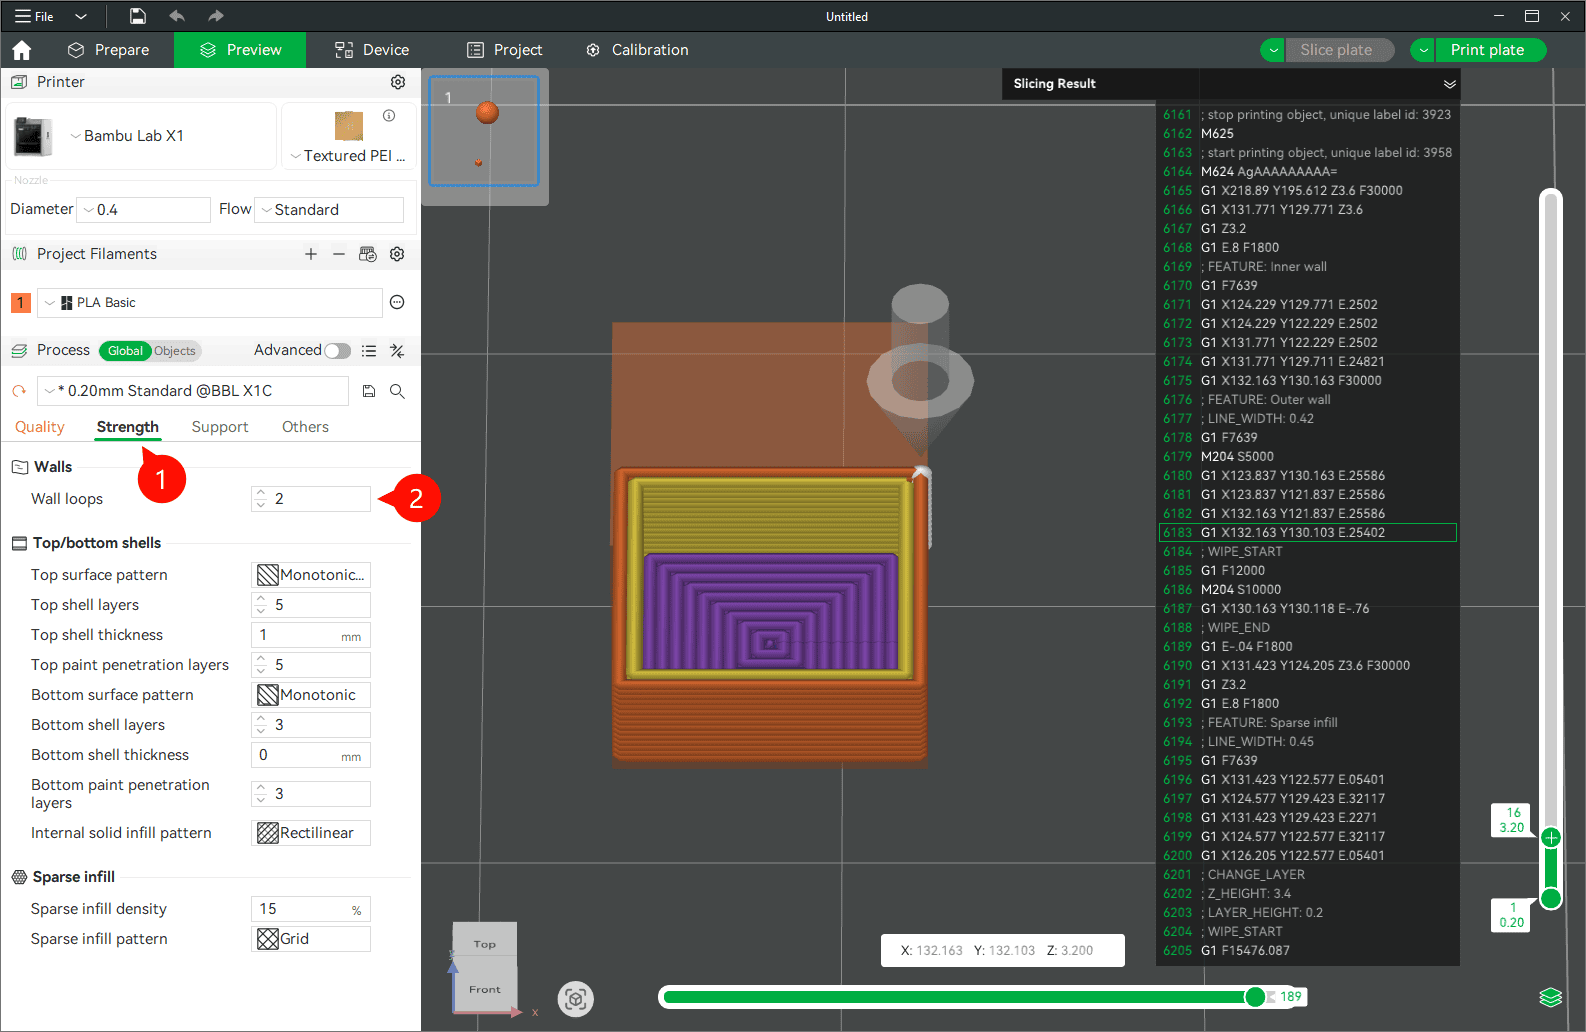 File
Untitled
Prepare
Preview
Device
Project
Calibration
Slice plate
Print plate
Printer
Bambu Lab X1
Textured PEI ...
Nozzle
Diameter
0.4
Flow
Standard
Project Filaments
1
PLA Basic
Process
Global
Objects
Advanced
* 0.20mm Standard @BBL X1C
Quality
Strength
Support
Others
1
Walls
Wall loops
2
2
Top/bottom shells
Top surface pattern
Monotonic...
Top shell layers
5
Top shell thickness
1
mm
Top paint penetration layers
5
Bottom surface pattern
Monotonic
Bottom shell layers
3
Bottom shell thickness
0
mm
Bottom paint penetration
layers
3
Internal solid infill pattern
Rectilinear
Sparse infill
Sparse infill density
15
%
Sparse infill pattern
Grid
1
Top
Front
x
X: 132.163 Y: 132.103 Z: 3.200
189
Slicing Result
6161 ; stop printing object, unique label id: 3923
6162 M625
6163 ; start printing object, unique label id: 3958
6164 M624 AgAAAAAAAAA=
6165 G1 X218.89 Y195.612 Z3.6 F30000
6166 G1 X131.771 Y129.771 Z3.6
6167 G1 Z3.2
6168 G1 E.8 F1800
6169 ; FEATURE: Inner wall
6170 G1 F7639
6171 G1 X124.229 Y129.771 E.2502
6172 G1 X124.229 Y122.229 E.2502
6173 G1 X131.771 Y122.229 E.2502
6174 G1 X131.771 Y129.711 E.24821
6175 G1 X132.163 Y130.163 F30000
6176 ; FEATURE: Outer wall
6177 ; LINE_WIDTH: 0.42
6178 G1 F7639
6179 M204 S5000
6180 G1 X123.837 Y130.163 E.25586
6181 G1 X123.837 Y121.837 E.25586
6182 G1 X132.163 Y121.837 E.25586
6183 G1 X132.163 Y130.103 E.25402
6184 ; WIPE_START
6185 G1 F12000
6186 M204 S10000
6187 G1 X130.163 Y130.118 E-.76
6188 ; WIPE_END
6189 G1 E-.04 F1800
6190 G1 X131.423 Y124.205 Z3.6 F30000
6191 G1 Z3.2
6192 G1 E.8 F1800
6193 ; FEATURE: Sparse infill
6194 ; LINE_WIDTH: 0.45
6195 G1 F7639
6196 G1 X131.423 Y122.577 E.05401
6197 G1 X124.577 Y129.423 E.32117
6198 G1 X131.423 Y129.423 E.2271
6199 G1 X124.577 Y122.577 E.32117
6200 G1 X126.205 Y122.577 E.05401
6201 ; CHANGE_LAYER
6202 ; Z_HEIGHT: 3.4
6203 ; LAYER_HEIGHT: 0.2
6204 ; WIPE_START
6205 G1 F15476.087
16
3.20
1
0.20